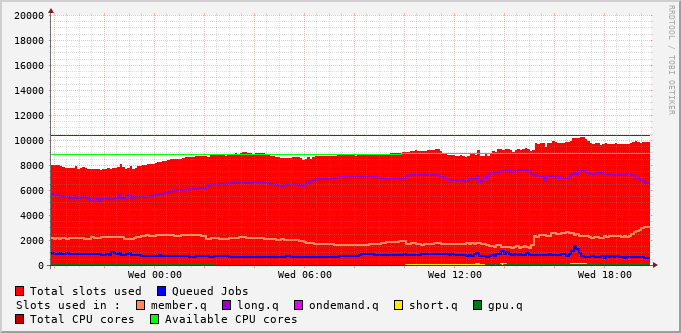 20000
18000
16000
14000
12000
10000
8000
6000
4000
2000
0
Wed 00:00 Wed 06:00 Wed 12:00 Wed 18:00
Total slots used Queued Jobs
Slots used in : member.q long.q ondemand.q short.q gpu.q
Total CPU cores Available CPU cores
RRDTOOL / TOBI OETIKER